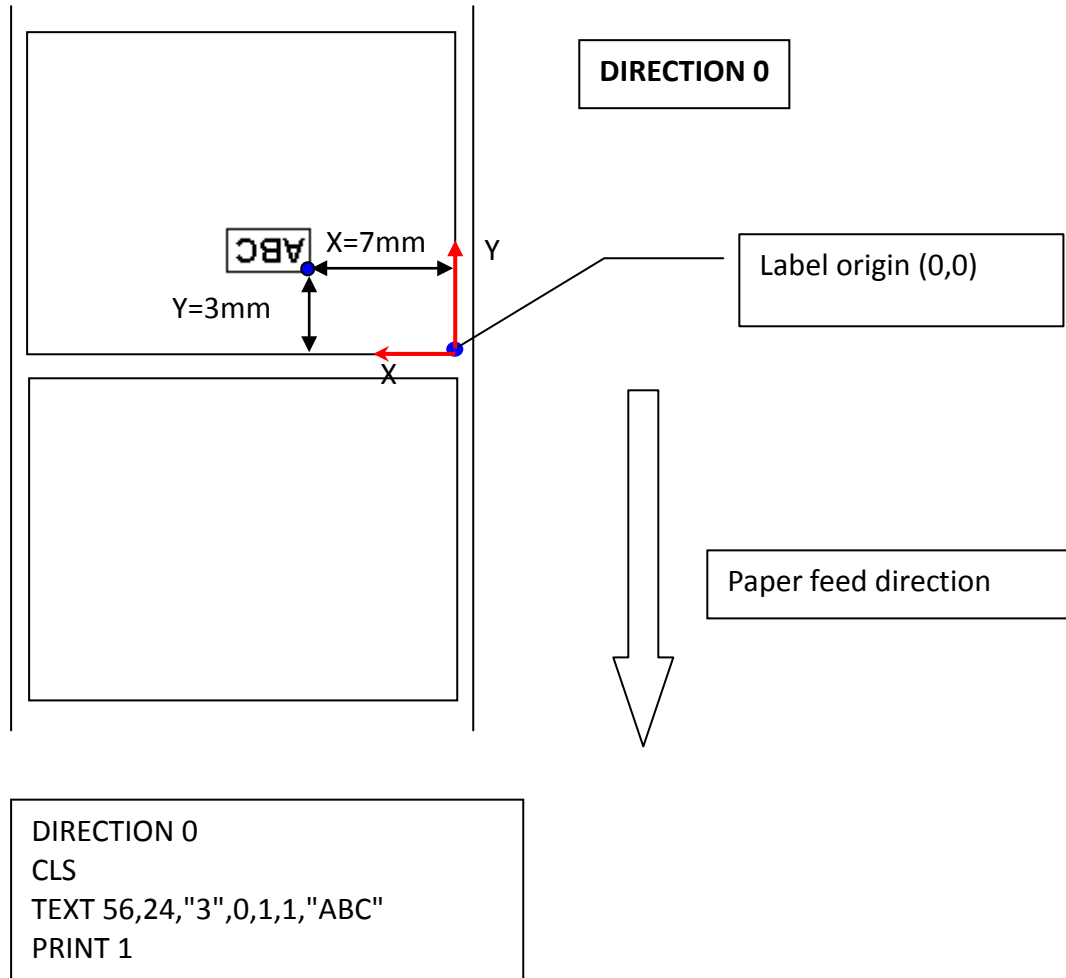 DIRECTION 0
ABC
X=7mm
Y
Label origin (0,0)
Y=3mm
X
Paper feed direction
DIRECTION 0
CLS
TEXT 56,24,"3",0,1,1,"ABC"
PRINT 1